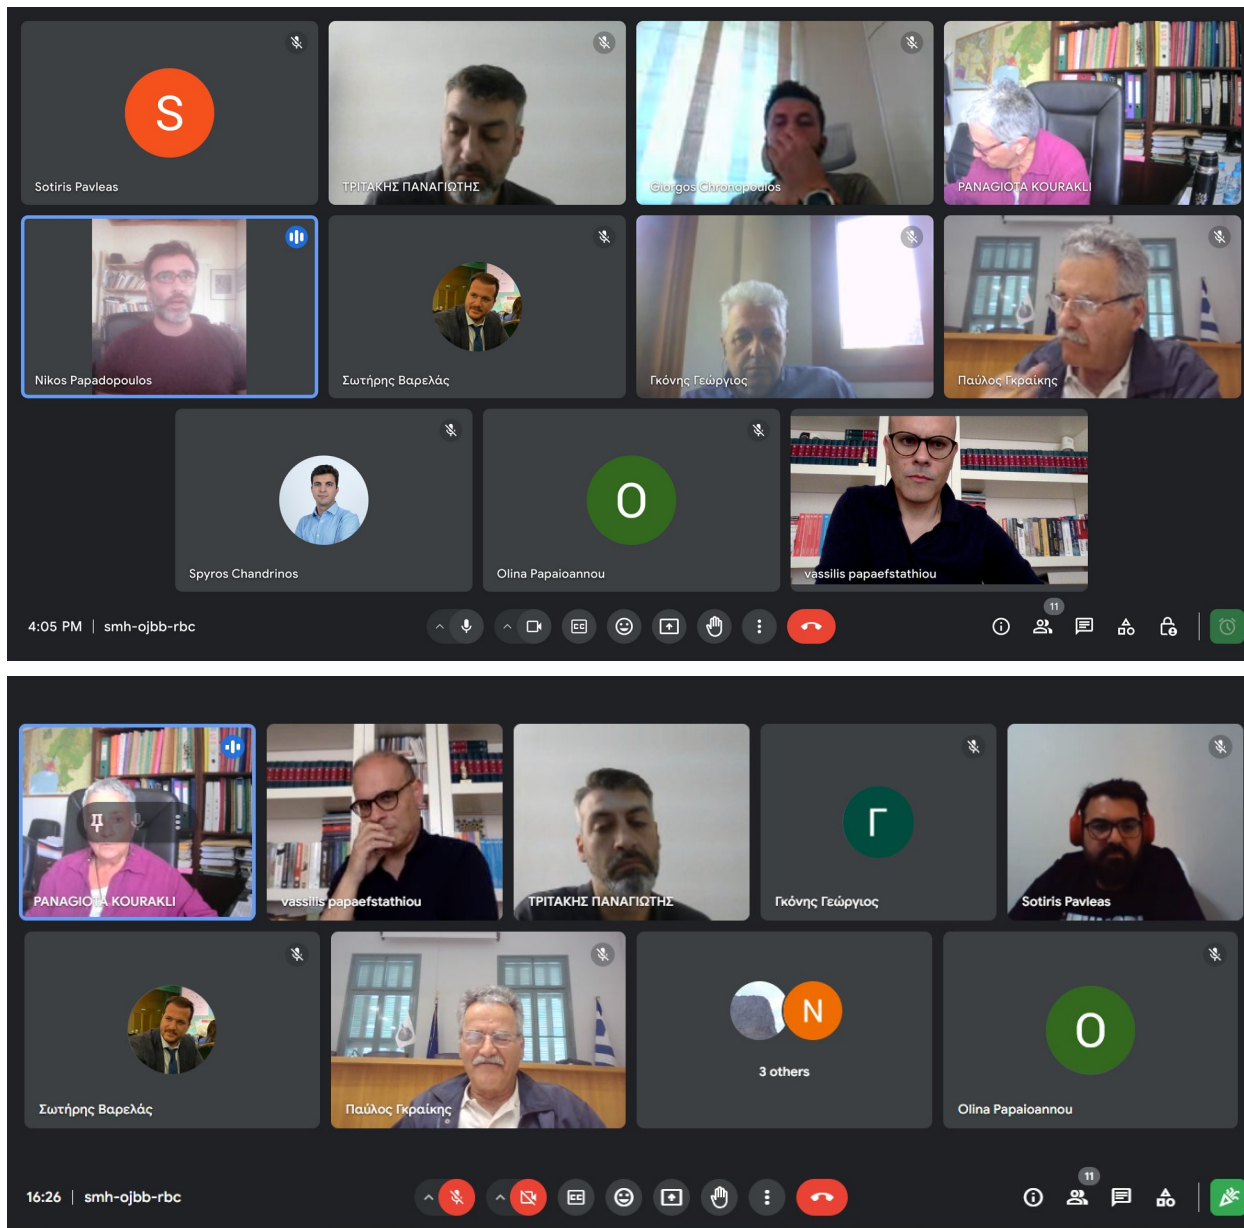 S
Sotiris Pavleas
ΤΡΙΤΑΚΗΣ ΠΑΝΑΓΙΩΤΗΣ
Giorgos Chronopoulos
PANAGIOTA KOURAKLI
Nikos Papadopoulos
Σωτήρης Βαρελάς
Γκόνης Γεώργιος
Παύλος Γκραίκης
Spyros Chandrinos
O
Olina Papaioannou
vassilis papaefstathiou
4:05 PM | smh-ojbb-rbc
CC
11
PANAGIOTA KOURAKLI
vassilis papaefstathiou
ΤΡΙΤΑΚΗΣ ΠΑΝΑΓΙΩΤΗΣ
Γ
Γκόνης Γεώργιος
Sotiris Pavleas
Σωτήρης Βαρελάς
Παύλος Γκραίκης
N
3 others
O
Olina Papaioannou
16:26 | smh-ojbb-rbc
CC
11